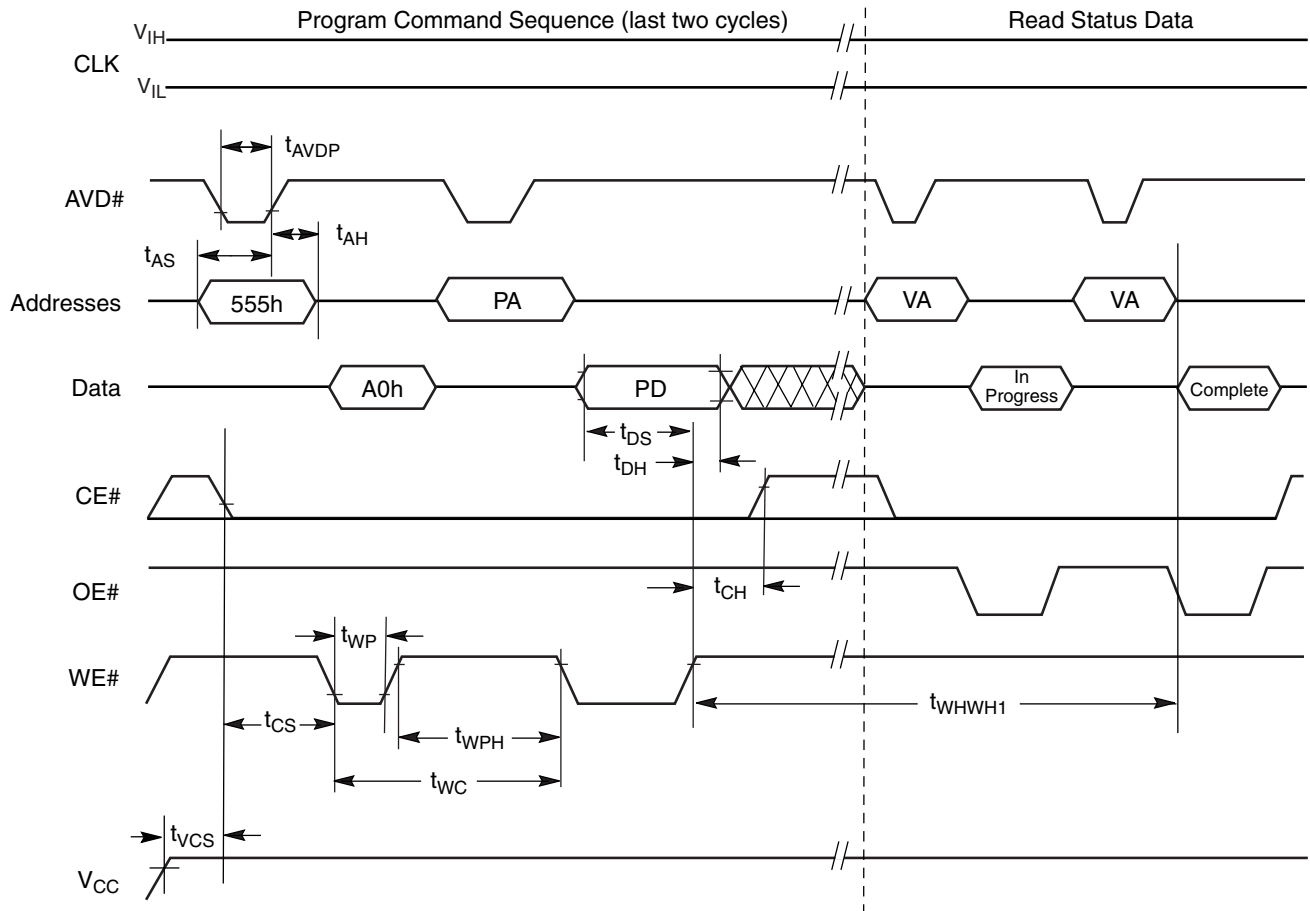 Program Command Sequence (last two cycles)
Read Status Data
VIH
CLK
VIL
tAVDP
AVD#
tAS
tAH
Addresses
555h
PA
VA
VA
Data
A0h
PD
In
Progress
Complete
tDS
tDH
CE#
OE#
tCH
tWP
WE#
tCS
tWHWH1
tWPH
tWC
tVCS
VCC